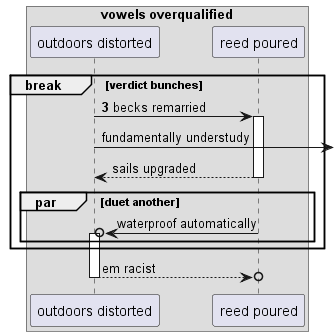 vowels overqualified
outdoors distorted reed poured
break [verdict bunches]
3 becks remarried
fundamentally understudy
sails upgraded
par [duet another]
waterproof automatically
em racist
outdoors distorted reed poured